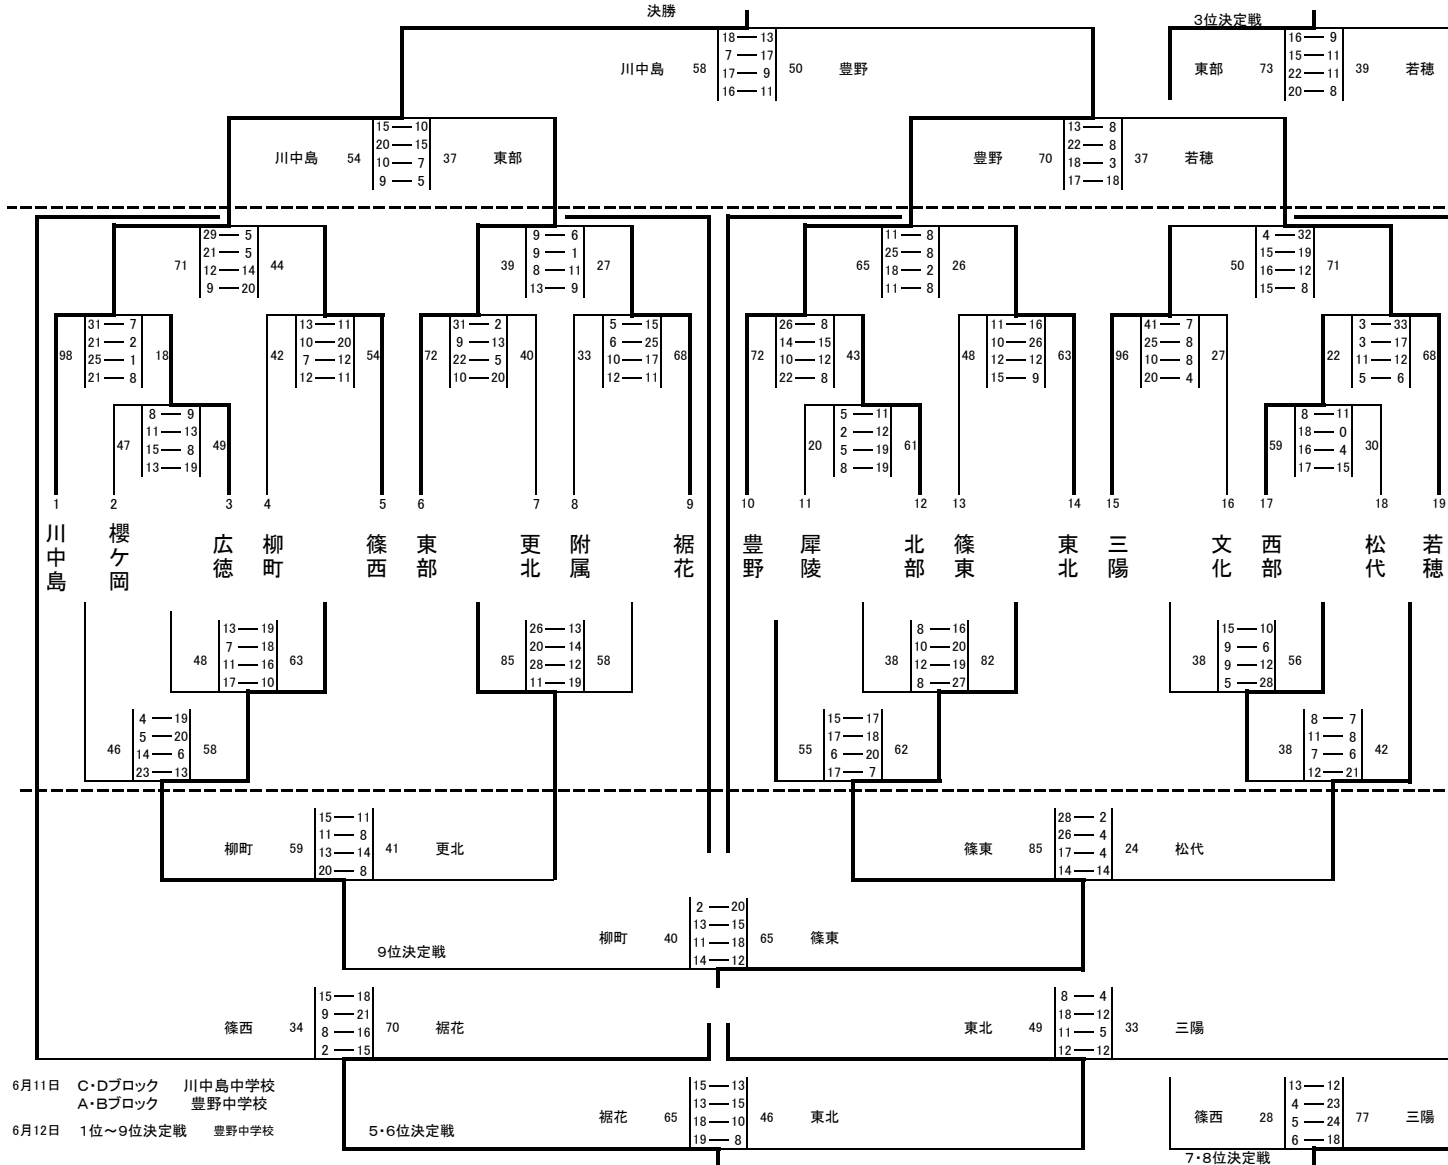 決勝
3位決定戦
川中島 58 18―13 7―17 17―9 16―11 50 豊野
東部 73 16―9 15―11 22―11 20―8 39 若穂
川中島 54 15―10 20―15 10―7 9―5 37 東部
豊野 70 13―8 22―8 18―3 17―18 37 若穂
71 29―5 21―5 12―14 9―20 44
39 9―6 9―1 8―11 13―9 27
65 11―8 25―8 18―2 11―8 26
50 4―32 15―19 16―12 15―8 71
98 31―7 21―2 25―1 21―8 18
42 13―11 10―20 7―12 12―11 54
72 31―2 9―13 22―5 10―20 40
33 5―15 6―25 10―17 12―11 68
72 26―8 14―15 10―12 22―8 43
48 11―16 10―26 12―12 15―9 63
96 41―7 25―8 10―8 20―4 27
22 3―33 3―17 11―12 5―6 68
47 8―9 11―13 15―8 13―19 49
20 5―11 2―12 5―19 8―19 61
59 8―11 18―0 16―4 17―15 30
1 2 3 4 5 6 7 8 9 10 11 12 13 14 15 16 17 18 19
川中島
櫻ケ岡
広徳
柳町
篠西
東部
更北
附属
裾花
豊野
犀陵
北部
篠東
東北
三陽
文化
西部
松代
若穂
48 13―19 7―18 11―16 17―10 63
85 26―13 20―14 28―12 11―19 58
38 8―16 10―20 12―19 8―27 82
38 15―10 9―6 9―12 5―28 56
46 4―19 5―20 14―6 23―13 58
55 15―17 17―18 6―20 17―7 62
38 8―7 11―8 7―6 12―21 42
柳町 59 15―11 11―8 13―14 20―8 41 更北
篠東 85 28―2 26―4 17―4 14―14 24 松代
柳町 40 2―20 13―15 11―18 14―12 65 篠東
9位決定戦
篠西 34 15―18 9―21 8―16 2―15 70 裾花
東北 49 8―4 18―12 11―5 12―12 33 三陽
6月11日 C・Dブロック 川中島中学校
A・Bブロック 豊野中学校
6月12日 1位～9位決定戦 豊野中学校
裾花 65 15―13 13―15 18―10 19―8 46 東北
5・6位決定戦
篠西 28 13―12 4―23 5―24 6―18 77 三陽
7・8位決定戦